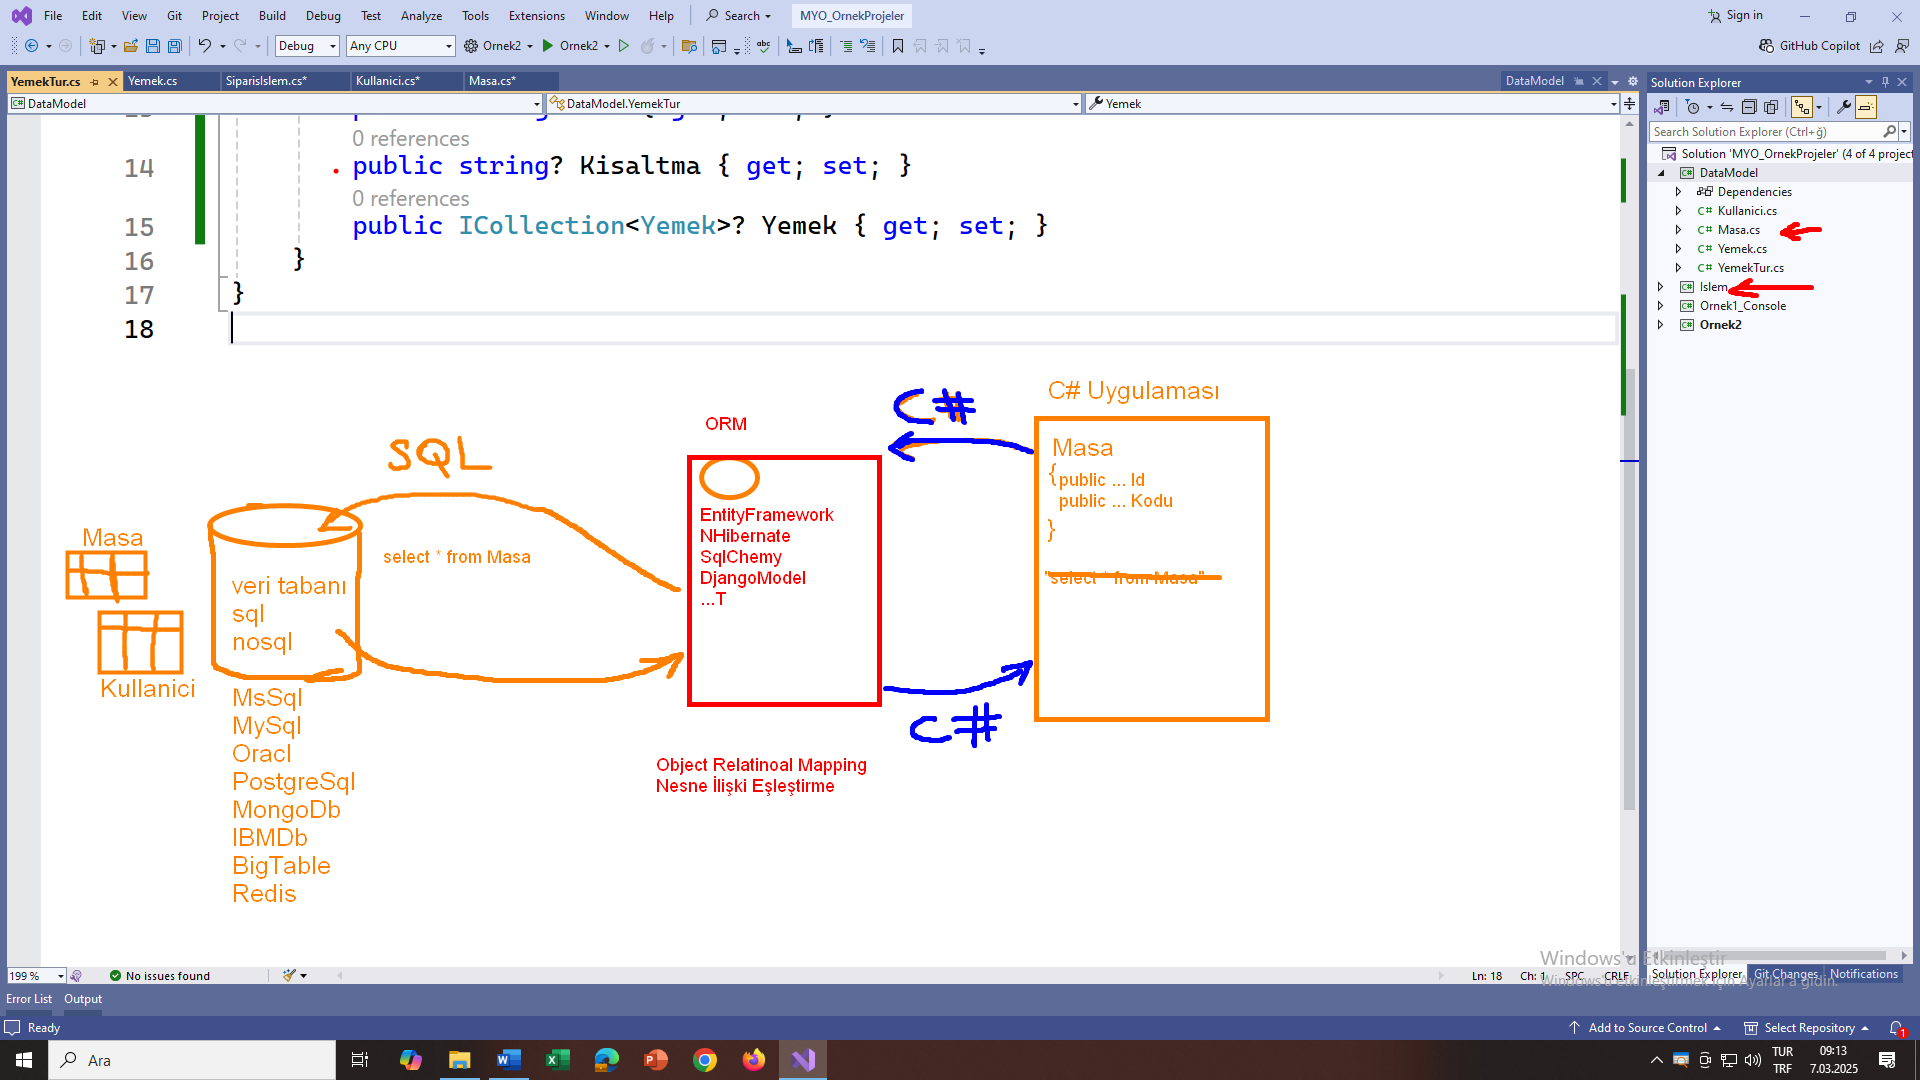 File Edit View Git Project Build Debug Test Analyze Tools Extensions Window Help Search MYO_OrnekProjeler Sign in
Debug Any CPU Ornek2 Ornek2 GitHub Copilot
YemekTur.cs Yemek.cs SiparisIslem.cs* Kullanici.cs* Masa.cs* DataModel
DataModel DataModel.YemekTur Yemek
0 references
14 public string? Kisaltma { get; set; }
0 references
15 public ICollection<Yemek>? Yemek { get; set; }
16 }
17 }
18
C# Uygulaması
C#
ORM
SQL
Masa
{public ... Id
public ... Kodu
}
"select * from Masa"
EntityFramework
NHibernate
SqlChemy
DjangoModel
...T
select * from Masa
Masa
veri tabanı
sql
nosql
Kullanici
MsSql
MySql
Oracl
PostgreSql
MongoDb
IBMDb
BigTable
Redis
C#
Object Relatinoal Mapping
Nesne İlişki Eşleştirme
Solution Explorer
Search Solution Explorer (Ctrl+ğ)
Solution 'MYO_OrnekProjeler' (4 of 4 project
DataModel
Dependencies
C# Kullanici.cs
C# Masa.cs
C# Yemek.cs
C# YemekTur.cs
Islem
Ornek1_Console
Ornek2
Windows'u Etkinleştir
Windows'u etkinleştirmek için Ayarlar'a gidin.
199 % No issues found Ln: 18 Ch: 1 SPC CRLF
Solution Explorer Git Changes Notifications
Error List Output
Ready Add to Source Control Select Repository 1
Ara
TUR
TRF
09:13
7.03.2025